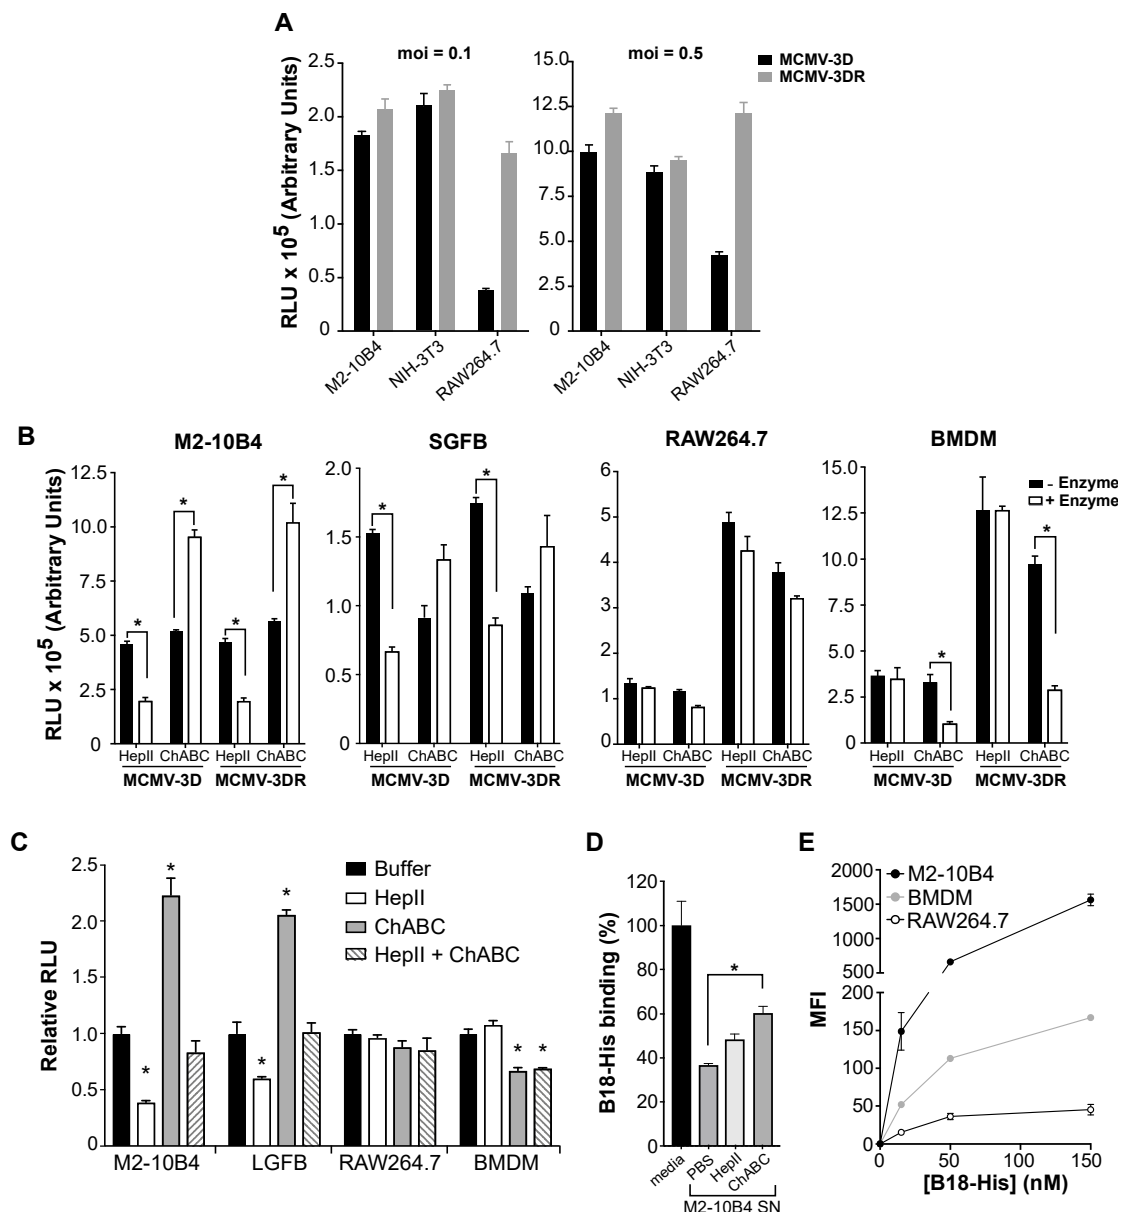 A
moi = 0.1
moi = 0.5
MCMV-3D
MCMV-3DR
RLU x 10⁵ (Arbitrary Units)
2.5
2.0
1.5
1.0
0.5
0
12.5
10.0
7.5
5.0
2.5
0
M2-10B4
NIH-3T3
RAW264.7
M2-10B4
NIH-3T3
RAW264.7
B
M2-10B4
SGFB
RAW264.7
BMDM
RLU x 10⁵ (Arbitrary Units)
12.5
10.0
7.5
5.0
2.5
0
* * * *
HepII ChABC HepII ChABC
MCMV-3D MCMV-3DR
2.0
1.5
1.0
0.5
0
* *
HepII ChABC HepII ChABC
MCMV-3D MCMV-3DR
6
5
4
3
2
1
0
HepII ChABC HepII ChABC
MCMV-3D MCMV-3DR
15.0
12.5
10.0
7.5
5.0
2.5
0
- Enzyme
+ Enzyme
* *
HepII ChABC HepII ChABC
MCMV-3D MCMV-3DR
C
Relative RLU
2.5
2.0
1.5
1.0
0.5
0
Buffer
HepII
ChABC
HepII + ChABC
* * * * * *
M2-10B4 LGFB RAW264.7 BMDM
D
B18-His binding (%)
120
100
80
60
40
20
0
*
media PBS HepII ChABC
M2-10B4 SN
E
M2-10B4
BMDM
RAW264.7
MFI
2000
1500
1000
500
200
150
100
50
0
0 50 100 150
[B18-His] (nM)